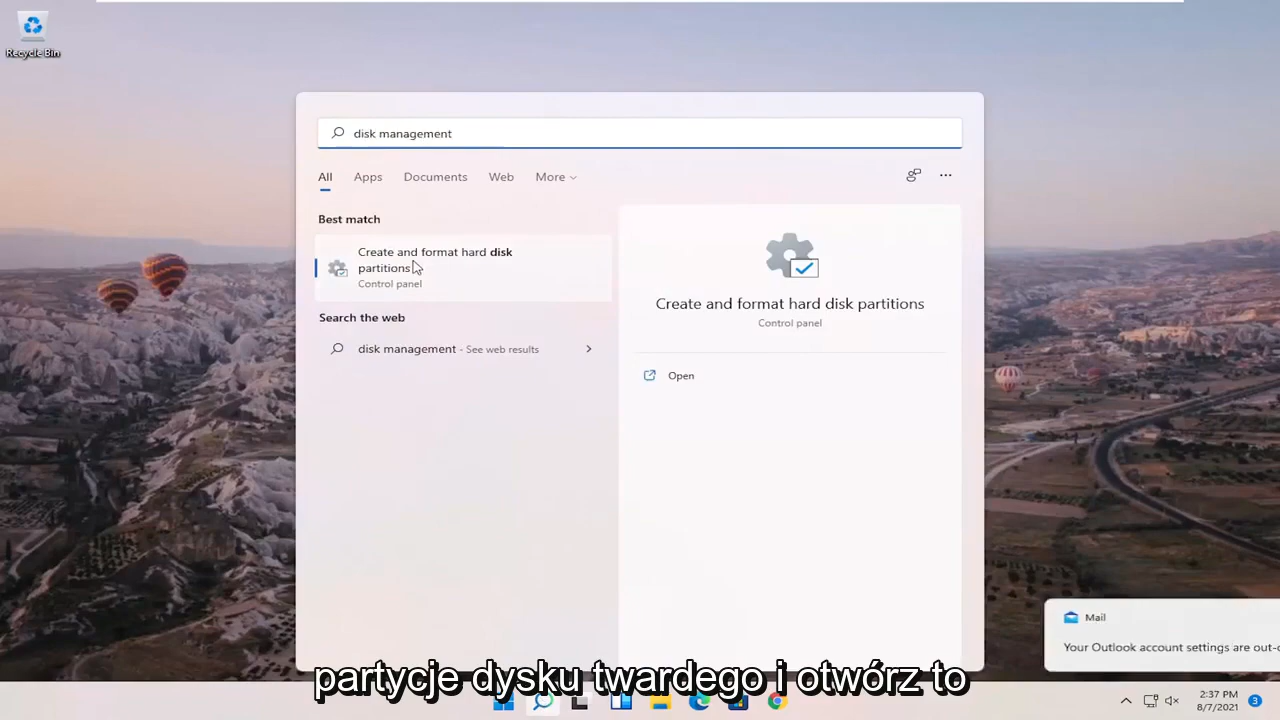 Recycle Bin
disk management
All Apps Documents Web More
Best match
Create and format hard disk
partitions
Control panel
Search the web
disk management - See web results
Create and format hard disk partitions
Control panel
Open
Mail
Your Outlook account settings are out-
partycje dysku twardego i otwórz to
2:37 PM
8/7/2021
3